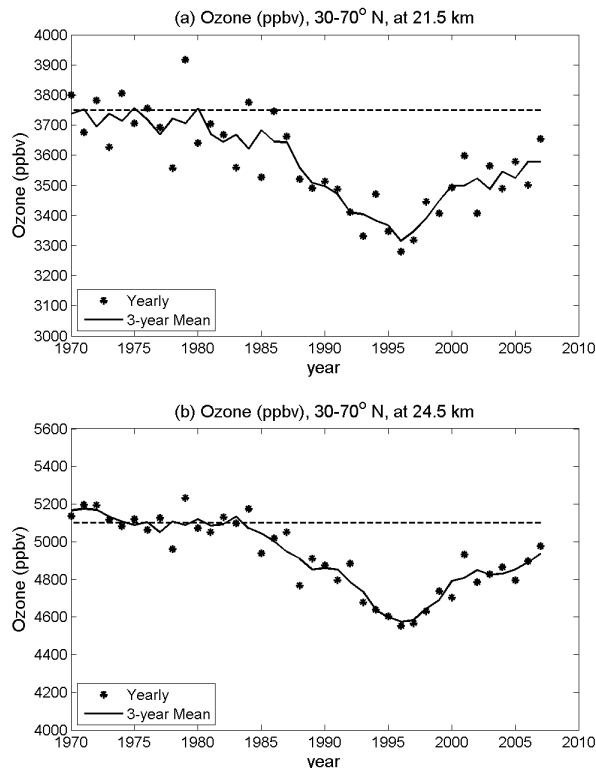 (a) Ozone (ppbv), 30-70° N, at 21.5 km
4000
3900
3800
3700
3600
3500
3400
3300
3200
3100
3000
Ozone (ppbv)
Yearly
3-year Mean
1970 1975 1980 1985 1990 1995 2000 2005 2010
year
(b) Ozone (ppbv), 30-70° N, at 24.5 km
5600
5400
5200
5000
4800
4600
4400
4200
4000
Ozone (ppbv)
Yearly
3-year Mean
1970 1975 1980 1985 1990 1995 2000 2005 2010
year